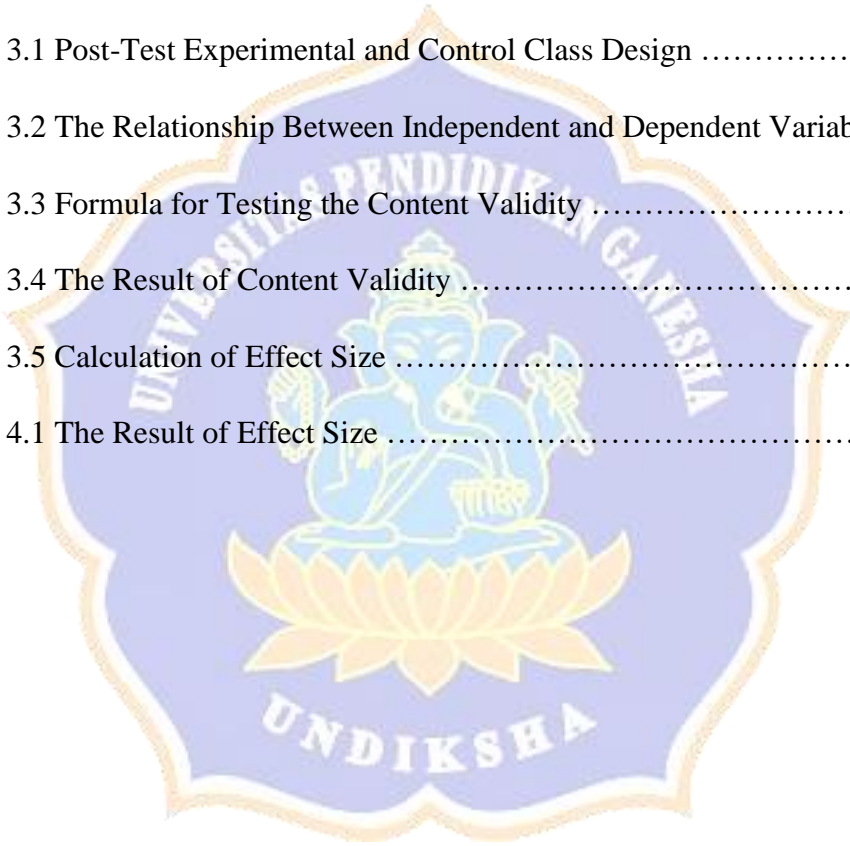 3.1 Post-Test Experimental and Control Class Design ……………
3.2 The Relationship Between Independent and Dependent Variab
3.3 Formula for Testing the Content Validity ……………………
3.4 The Result of Content Validity …………………………………
3.5 Calculation of Effect Size ………………………………………
4.1 The Result of Effect Size ………………………………………
UNIVERSITAS PENDIDIKAN GANESHA
UNDIKSHA